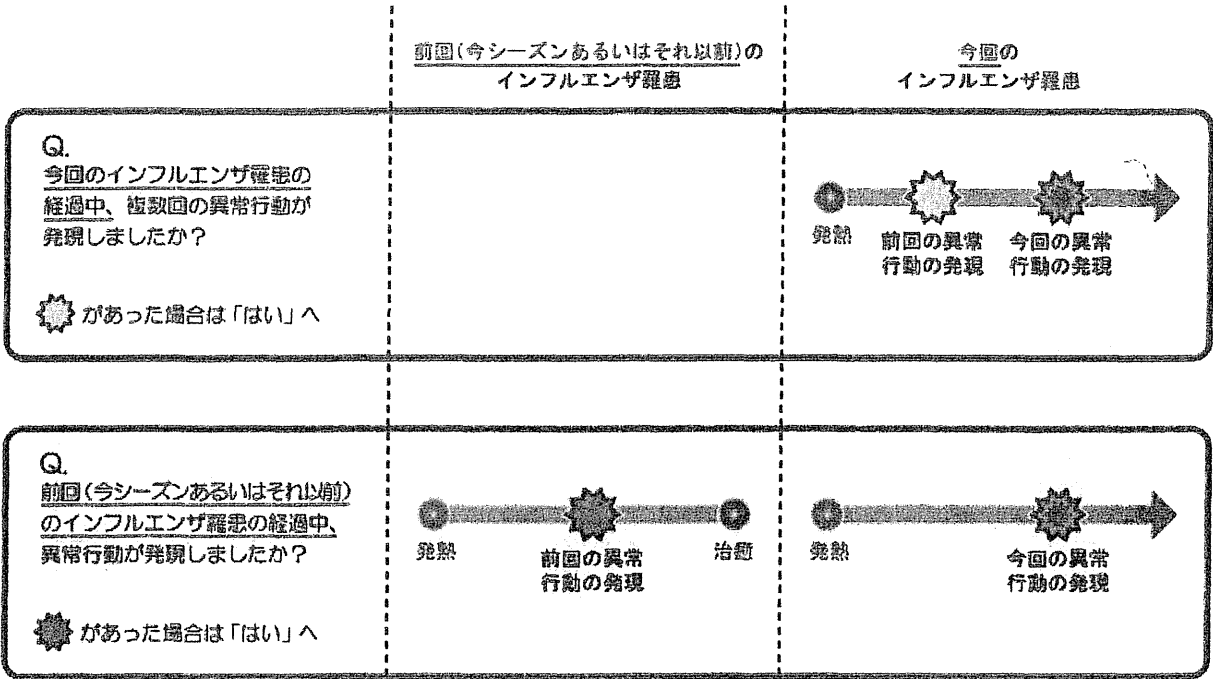 前回(今シーズンあるいはそれ以前)の
インフルエンザ罹患
今回の
インフルエンザ罹患
Q.
今回のインフルエンザ罹患の
経過中、複数回の異常行動が
発現しましたか?
があった場合は「はい」へ
発熱
前回の異常
行動の発現
今回の異常
行動の発現
Q.
前回(今シーズンあるいはそれ以前)
のインフルエンザ罹患の経過中、
異常行動が発現しましたか?
があった場合は「はい」へ
発熱
前回の異常
行動の発現
治癒
発熱
今回の異常
行動の発現